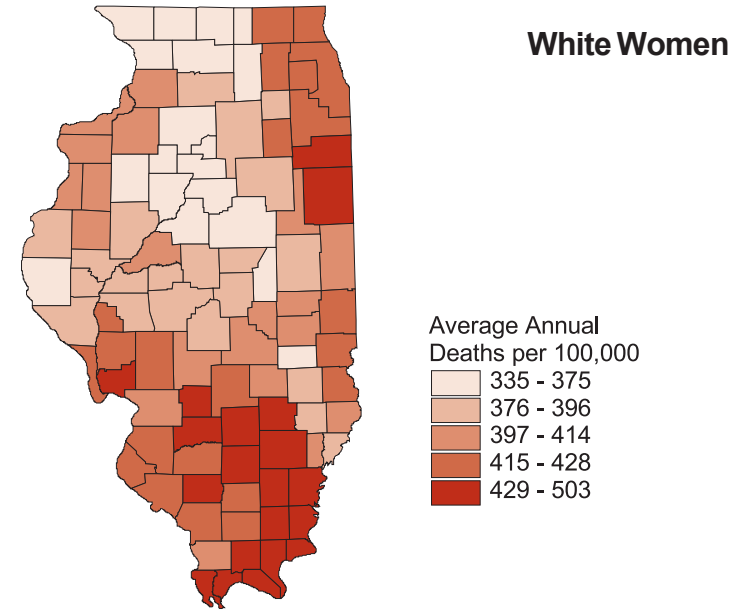 White Women
Average Annual
Deaths per 100,000
335 - 375
376 - 396
397 - 414
415 - 428
429 - 503